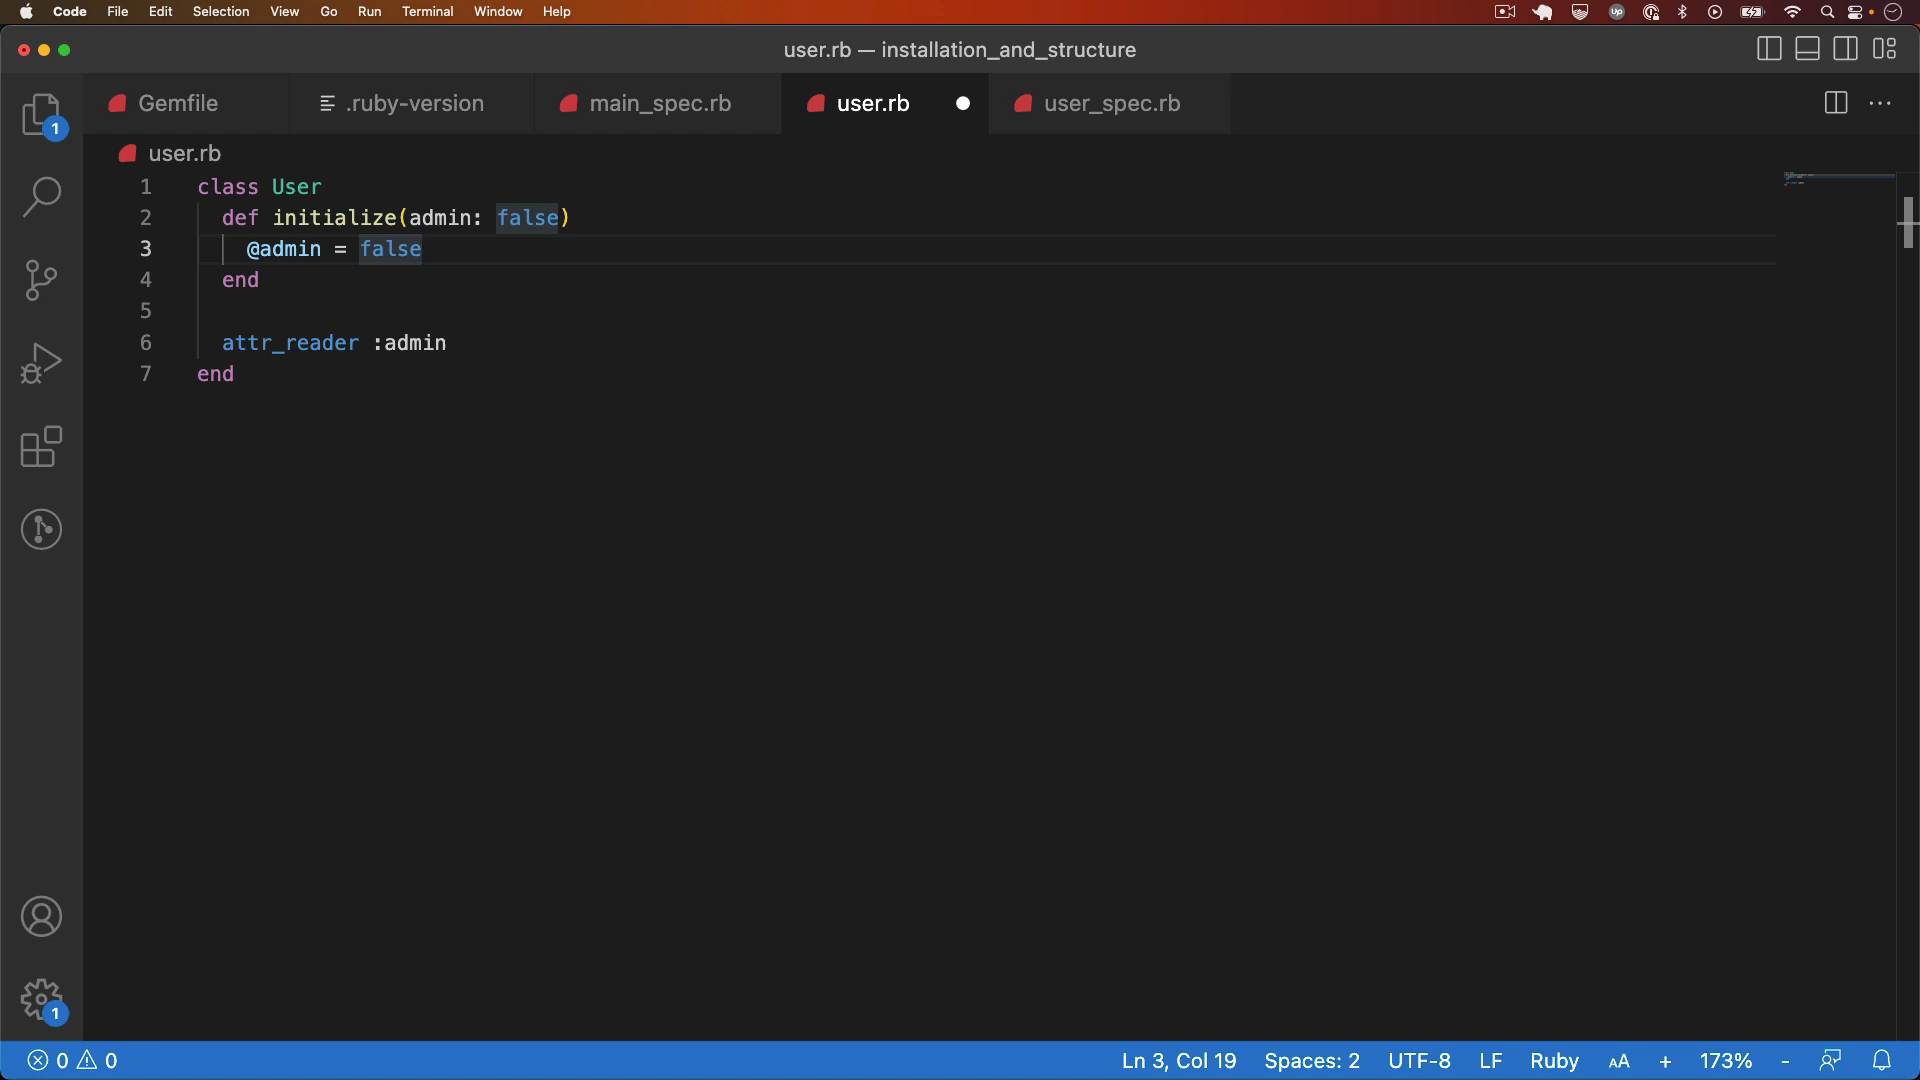 Code File Edit Selection View Go Run Terminal Window Help
UP
user.rb — installation_and_structure
Gemfile .ruby-version main_spec.rb user.rb user_spec.rb
1
user.rb
1 class User
2 def initialize(admin: false)
3 @admin = false
4 end
5
6 attr_reader :admin
7 end
1
0 0 Ln 3, Col 19 Spaces: 2 UTF-8 LF Ruby AA + 173% -